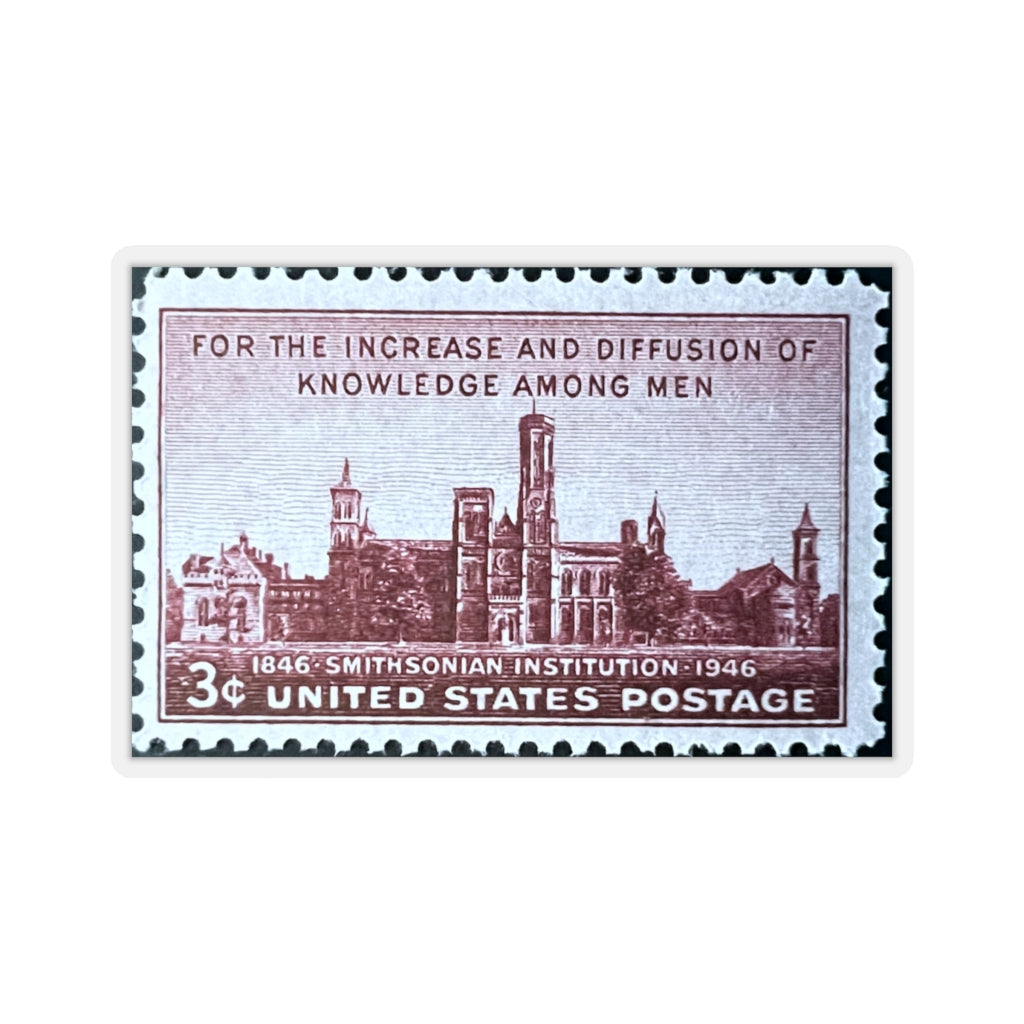 FOR THE INCREASE AND DIFFUSION OF
KNOWLEDGE AMONG MEN
1846·SMITHSONIAN INSTITUTION·1946
3¢ UNITED STATES POSTAGE